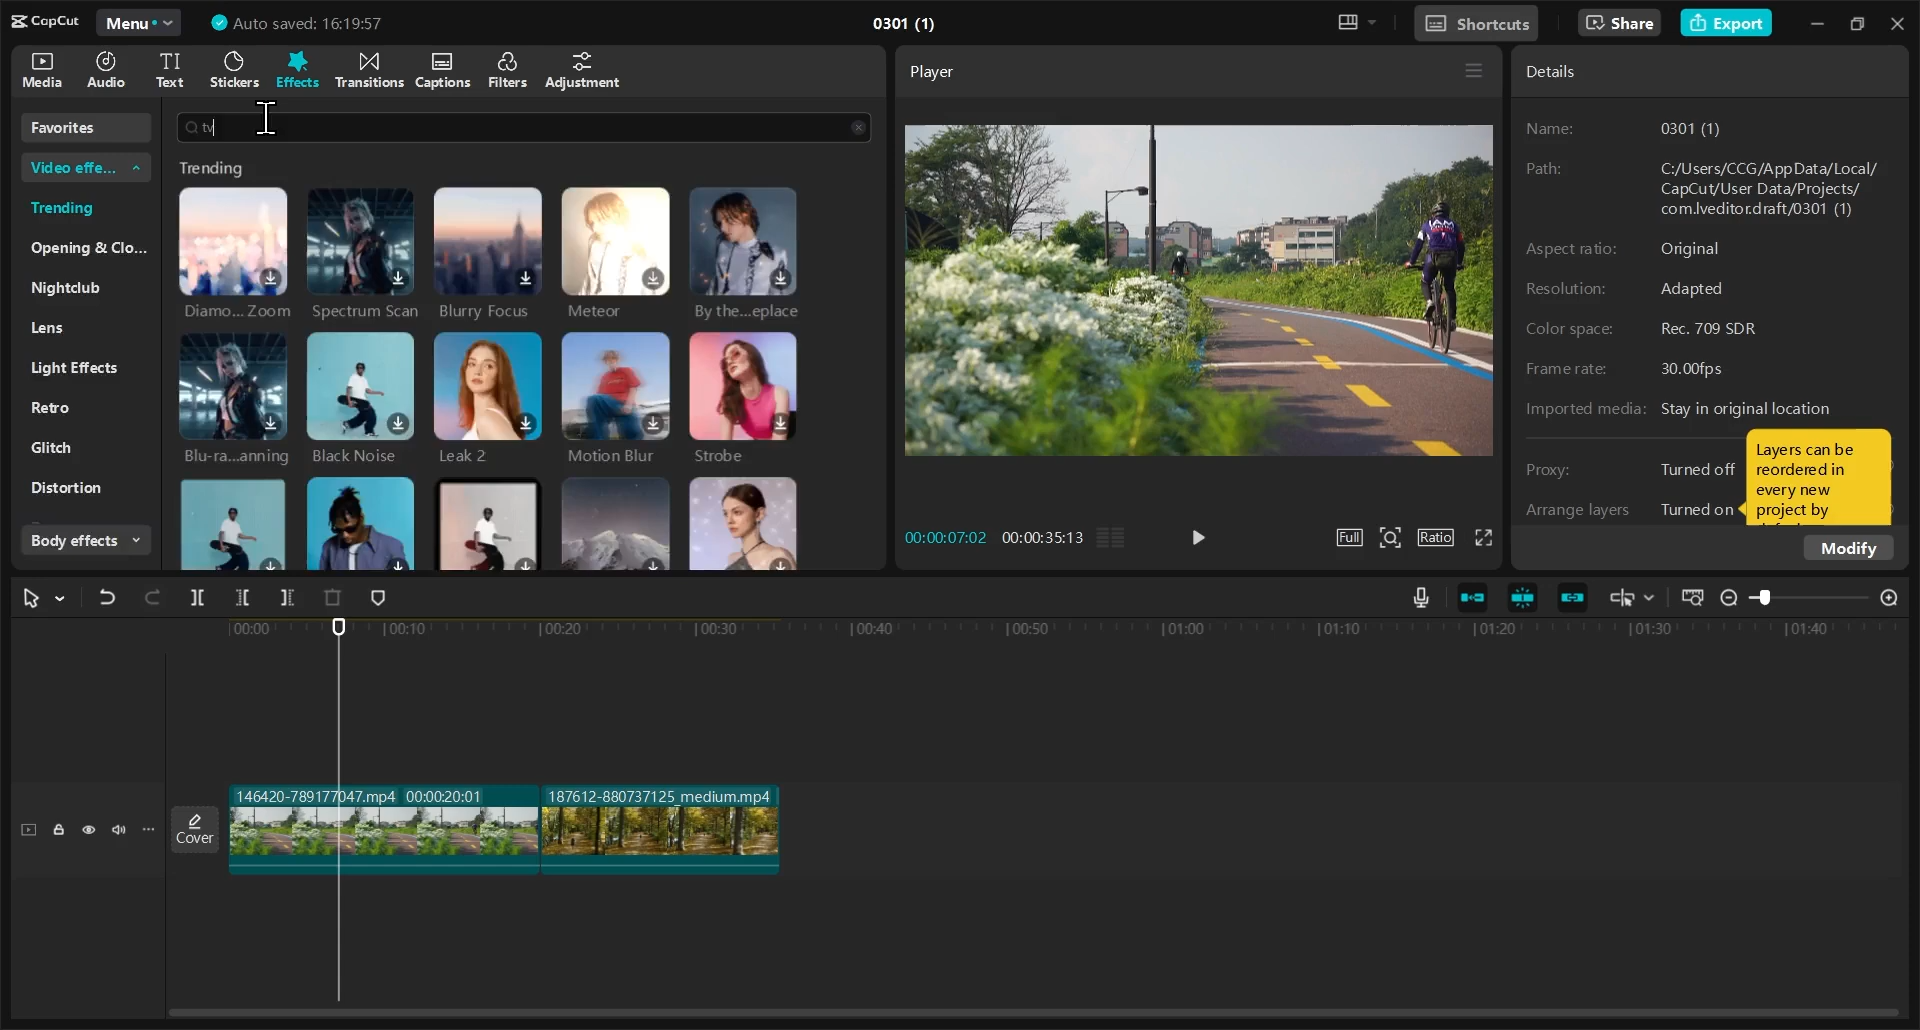 CapCut
Menu
Auto saved: 16:19:57
0301 (1)
Shortcuts
Share
Export
Media
Audio
TI
Text
Stickers
Effects
Transitions
Captions
Filters
Adjustment
Favorites
Video effe...
Trending
Opening & Clo...
Nightclub
Lens
Light Effects
Retro
Glitch
Distortion
Body effects
tv
Trending
Diamo... Zoom
Spectrum Scan
Blurry Focus
Meteor
By the...eplace
Blu-ra...anning
Black Noise
Leak 2
Motion Blur
Strobe
Player
00:00:07:02
00:00:35:13
Full
Ratio
Details
Name: 0301 (1)
Path: C:/Users/CCG/AppData/Local/
CapCut/User Data/Projects/
com.lveditor.draft/0301 (1)
Aspect ratio: Original
Resolution: Adapted
Color space: Rec. 709 SDR
Frame rate: 30.00fps
Imported media: Stay in original location
Proxy: Turned off
Arrange layers Turned on
Layers can be
reordered in
every new
project by
Modify
00:00
00:10
00:20
00:30
00:40
00:50
01:00
01:10
01:20
01:30
01:40
146420-789177047.mp4 00:00:20:01
187612-880737125_medium.mp4
Cover